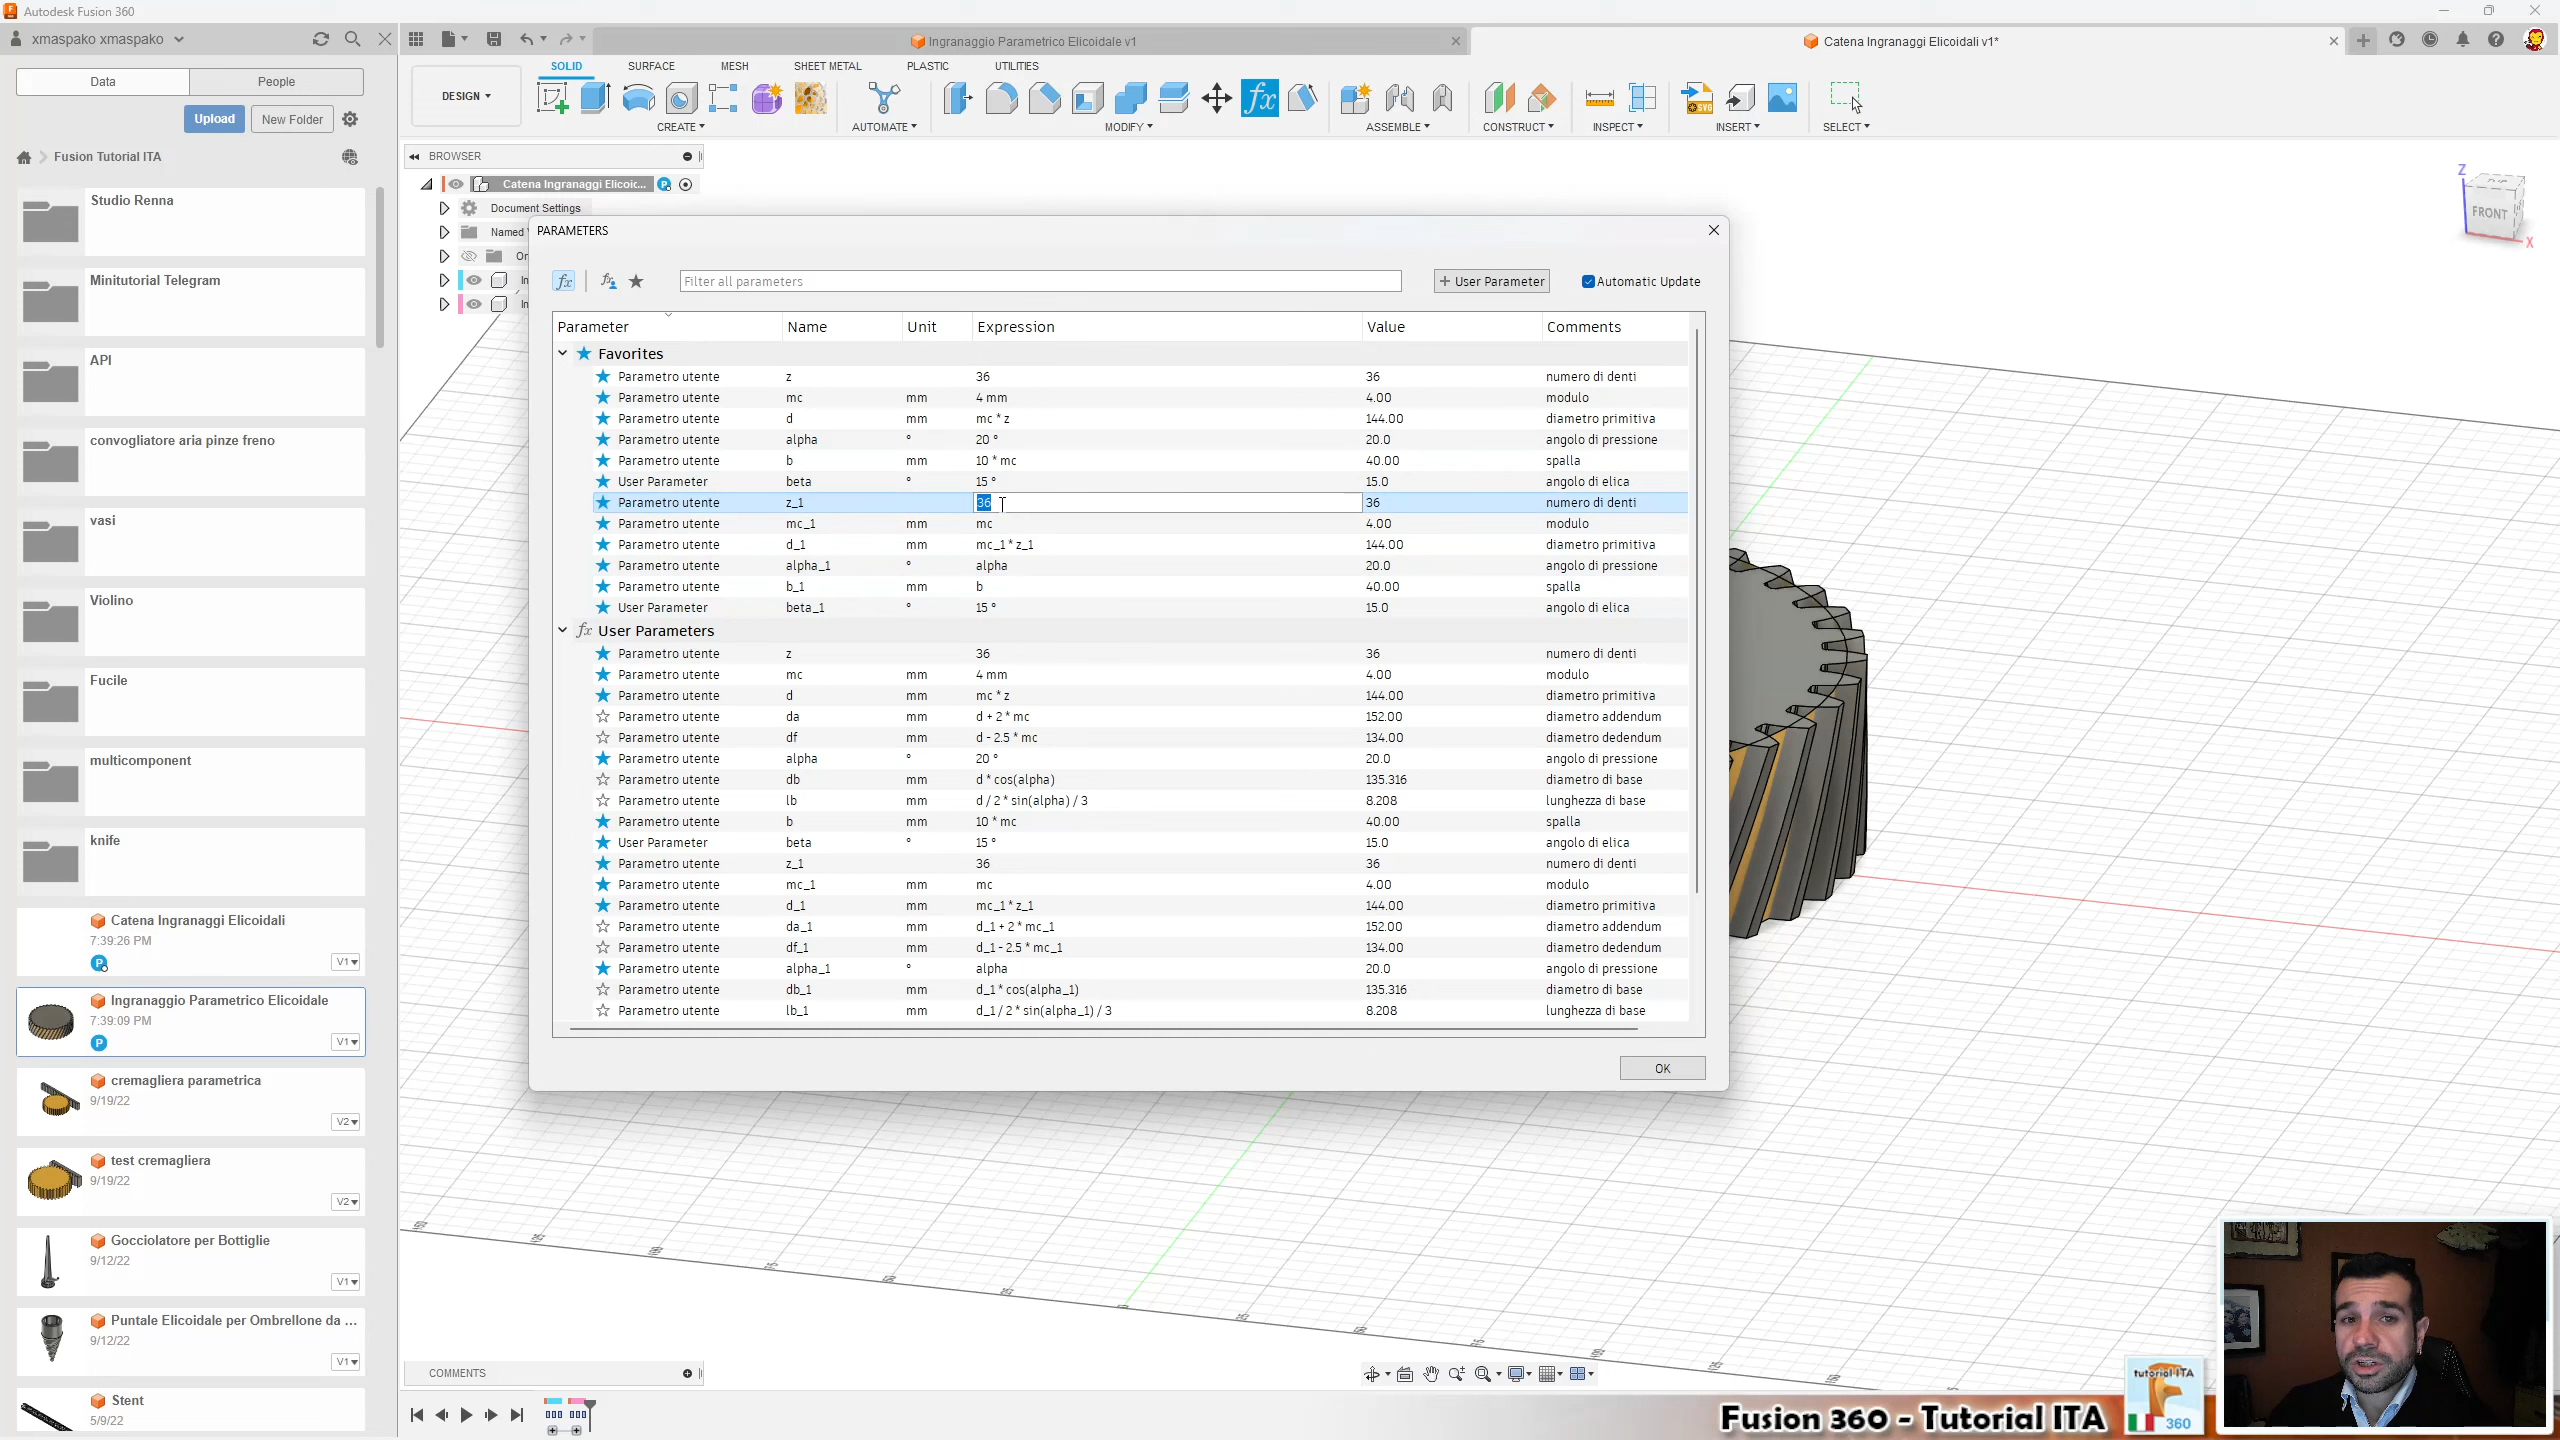 Autodesk Fusion 360
xmaspako xmaspako
Ingranaggio Parametrico Elicoidale v1
Catena Ingranaggi Elicoidali v1*
Data
People
Upload
New Folder
Fusion Tutorial ITA
Studio Renna
Minitutorial Telegram
API
convogliatore aria pinze freno
vasi
Violino
Fucile
multicomponent
knife
Catena Ingranaggi Elicoidali
7:39:26 PM
V1
Ingranaggio Parametrico Elicoidale
7:39:09 PM
V1
cremagliera parametrica
9/19/22
V2
test cremagliera
9/19/22
V2
Gocciolatore per Bottiglie
9/12/22
V1
Puntale Elicoidale per Ombrellone da ...
9/12/22
V1
Stent
5/9/22
DESIGN
SOLID SURFACE MESH SHEET METAL PLASTIC UTILITIES
CREATE AUTOMATE MODIFY ASSEMBLE CONSTRUCT INSPECT INSERT SELECT
BROWSER
Catena Ingranaggi Elicoic...
Document Settings
Named
Or
In
In
FRONT
Z
X
PARAMETERS
Filter all parameters
+ User Parameter
Automatic Update
Parameter Name Unit Expression Value Comments
Favorites
Parametro utente z 36 36 numero di denti
Parametro utente mc mm 4 mm 4.00 modulo
Parametro utente d mm mc * z 144.00 diametro primitiva
Parametro utente alpha ° 20 ° 20.0 angolo di pressione
Parametro utente b mm 10 * mc 40.00 spalla
User Parameter beta ° 15 ° 15.0 angolo di elica
Parametro utente z_1 36 36 numero di denti
Parametro utente mc_1 mm mc 4.00 modulo
Parametro utente d_1 mm mc_1 * z_1 144.00 diametro primitiva
Parametro utente alpha_1 ° alpha 20.0 angolo di pressione
Parametro utente b_1 mm b 40.00 spalla
User Parameter beta_1 ° 15 ° 15.0 angolo di elica
fx User Parameters
Parametro utente z 36 36 numero di denti
Parametro utente mc mm 4 mm 4.00 modulo
Parametro utente d mm mc * z 144.00 diametro primitiva
Parametro utente da mm d + 2 * mc 152.00 diametro addendum
Parametro utente df mm d - 2.5 * mc 134.00 diametro dedendum
Parametro utente alpha ° 20 ° 20.0 angolo di pressione
Parametro utente db mm d * cos(alpha) 135.316 diametro di base
Parametro utente lb mm d / 2 * sin(alpha) / 3 8.208 lunghezza di base
Parametro utente b mm 10 * mc 40.00 spalla
User Parameter beta ° 15 ° 15.0 angolo di elica
Parametro utente z_1 36 36 numero di denti
Parametro utente mc_1 mm mc 4.00 modulo
Parametro utente d_1 mm mc_1 * z_1 144.00 diametro primitiva
Parametro utente da_1 mm d_1 + 2 * mc_1 152.00 diametro addendum
Parametro utente df_1 mm d_1 - 2.5 * mc_1 134.00 diametro dedendum
Parametro utente alpha_1 ° alpha 20.0 angolo di pressione
Parametro utente db_1 mm d_1 * cos(alpha_1) 135.316 diametro di base
Parametro utente lb_1 mm d_1 / 2 * sin(alpha_1) / 3 8.208 lunghezza di base
OK
COMMENTS
Fusion 360 - Tutorial ITA
tutorial ITA
360